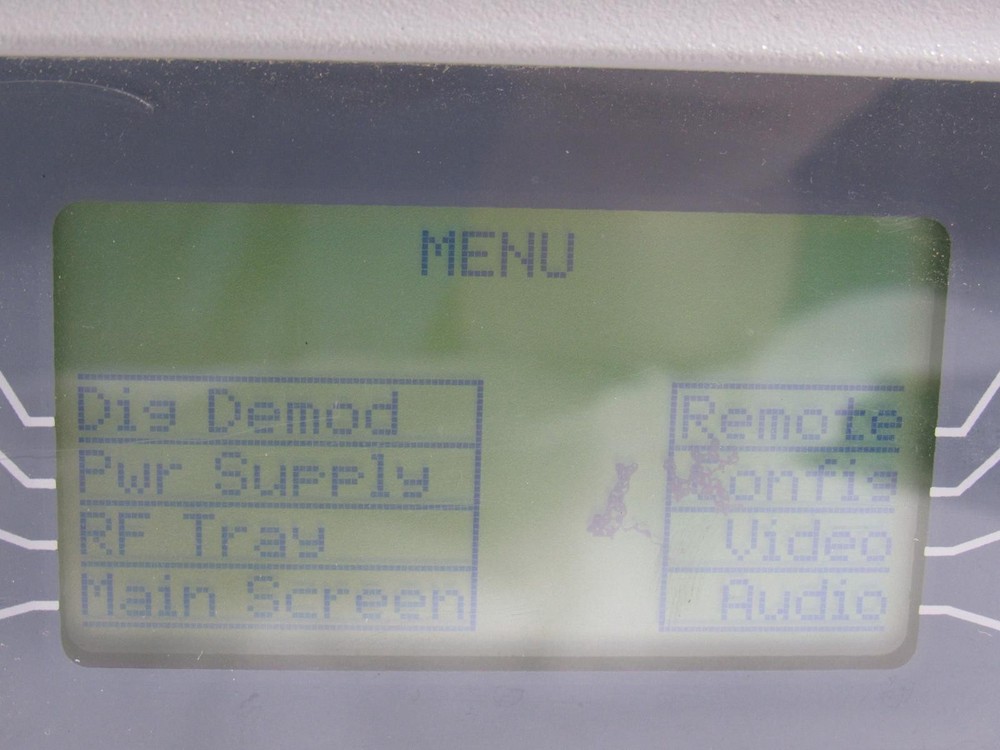 MENU
Dig Demod
Pwr Supply
RF Tray
Main Screen
Remote
Config
Video
Audio